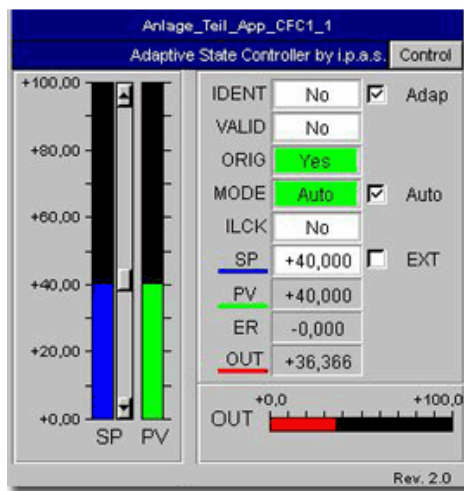 Anlage_Teil_App_CFC1_1
Adaptive State Controller by i.p.a.s. Control
+100,00
+80,00
+60,00
+40,00
+20,00
+0,00
SP PV
IDENT No Adap
VALID No
ORIG Yes
MODE Auto Auto
ILCK No
SP +40,000 EXT
PV +40,000
ER -0,000
OUT +36,366
+0,0 +100,0
OUT
Rev. 2.0